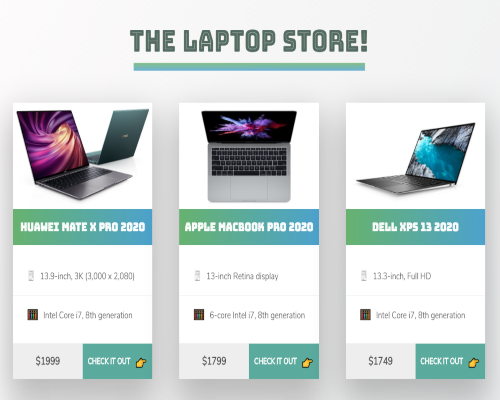 THE LAPTOP STORE!
HUAWEI MATE X PRO 2020
13.9-inch, 3K (3,000 x 2,080)
Intel Core i7, 8th generation
$1999 CHECK IT OUT 👉
APPLE MACBOOK PRO 2020
13-inch Retina display
6-core Intel i7, 8th generation
$1799 CHECK IT OUT 👉
DELL XPS 13 2020
13.3-inch, Full HD
Intel Core i7, 8th generation
$1749 CHECK IT OUT 👉